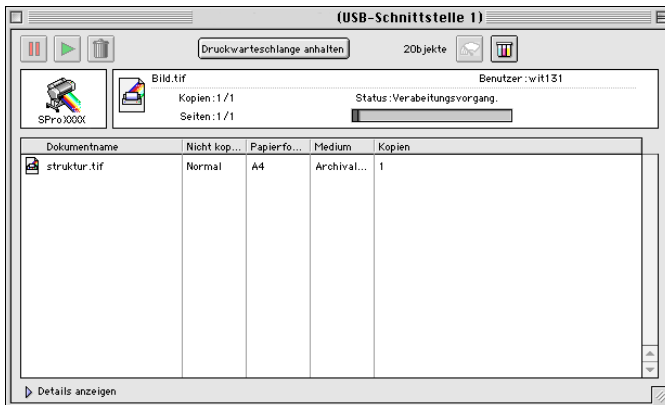 (USB-Schnittstelle 1)
Druckwarteschlange anhalten 2Objekte
Bild.tif Benutzer:wit131
Kopien:1/1 Status:Verabeitungsvorgang.
SProXXXX Seiten:1/1
Dokumentname Nicht kop... Papierfo... Medium Kopien
struktur.tif Normal A4 Archival... 1
Details anzeigen